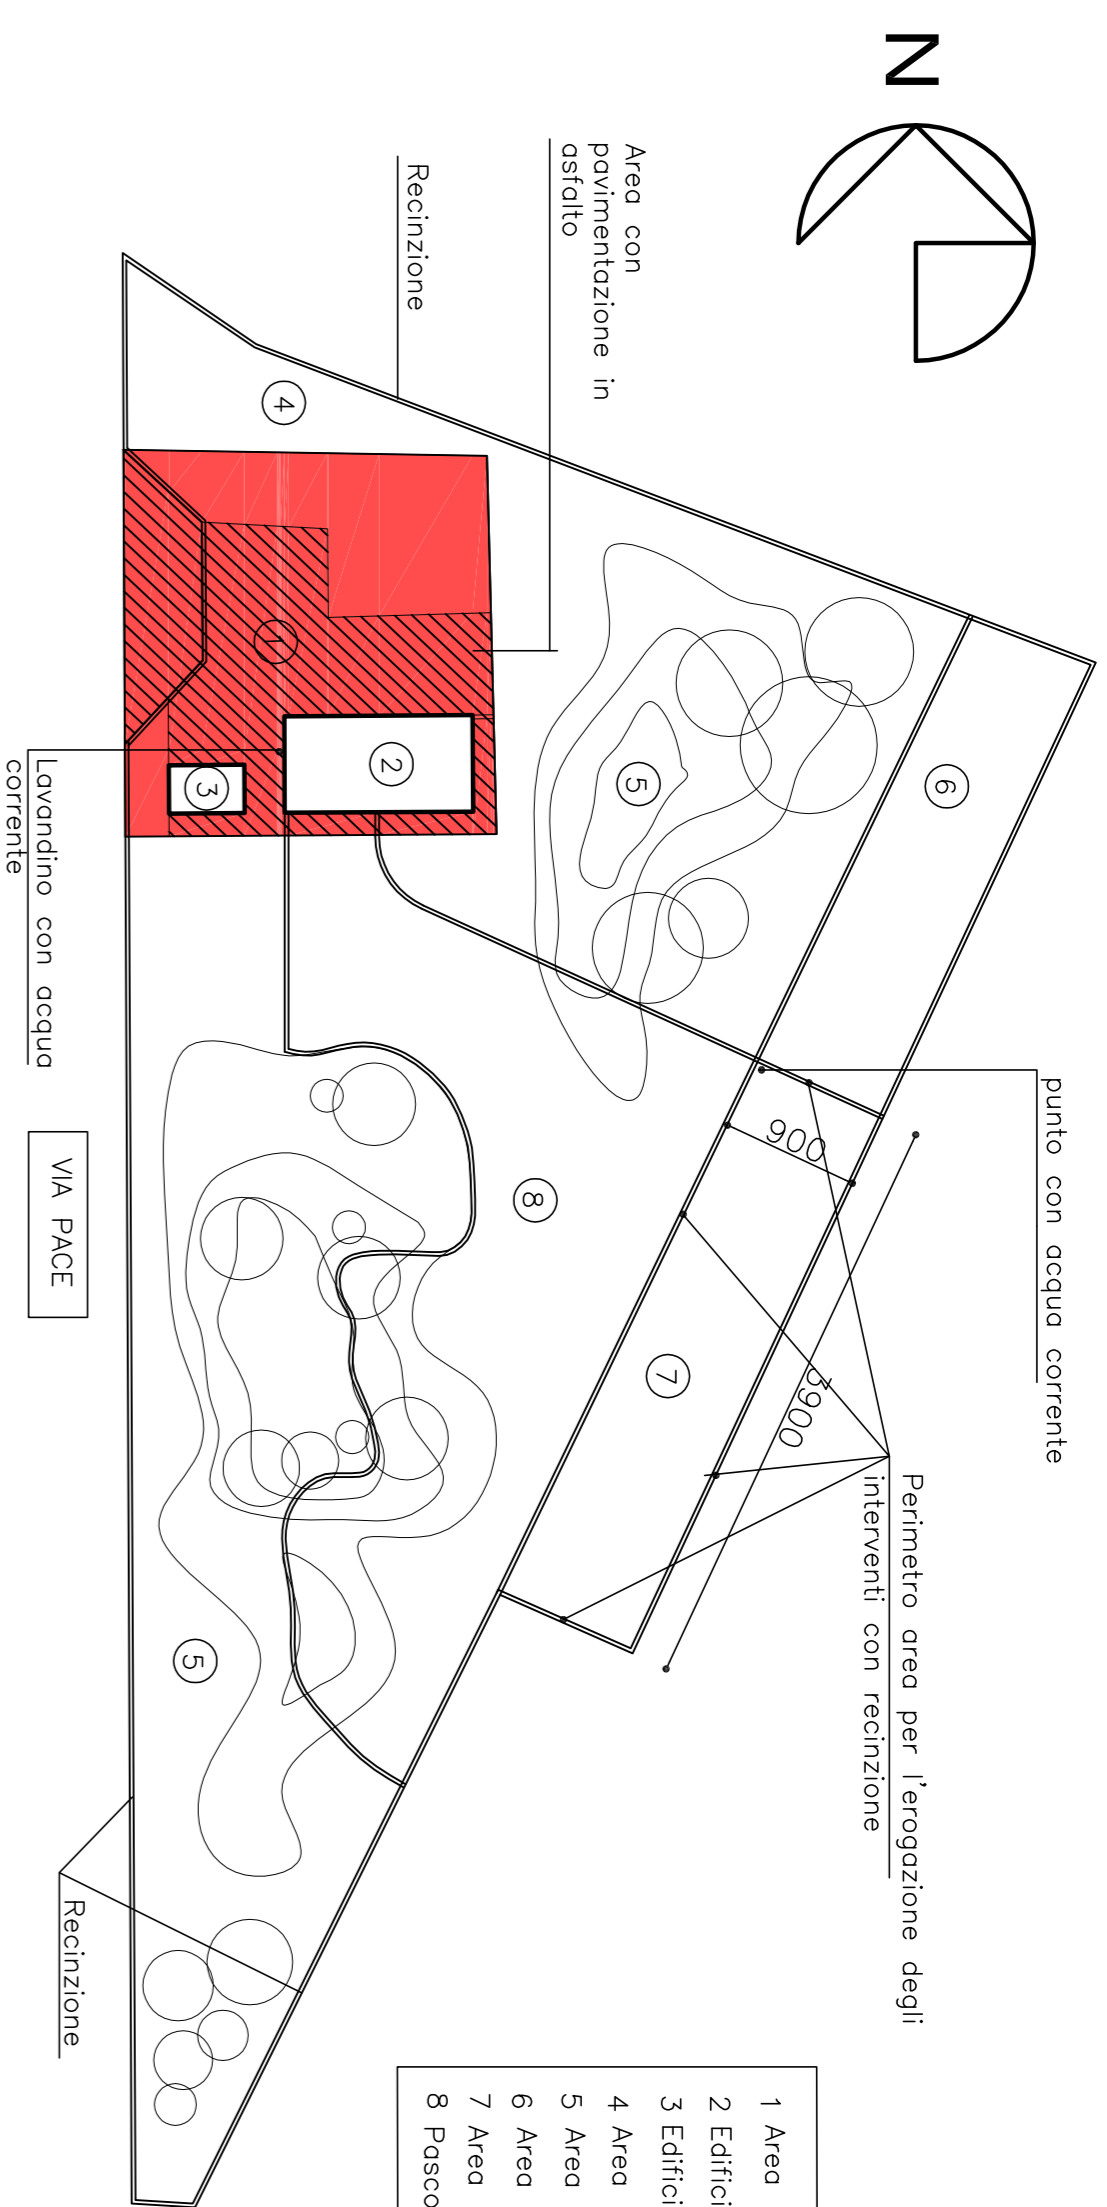 N
Area con
pavimentazione in
asfalto
Recinzione
4
1
2
3
5
6
Lavandino con acqua
corrente
punto con acqua corrente
900
3900
8
7
VIA PACE
Perimetro area per l'erogazione degli
interventi con recinzione
5
Recinzione
1 Area
2 Edifici
3 Edifici
4 Area
5 Area
6 Area
7 Area
8 Pasco